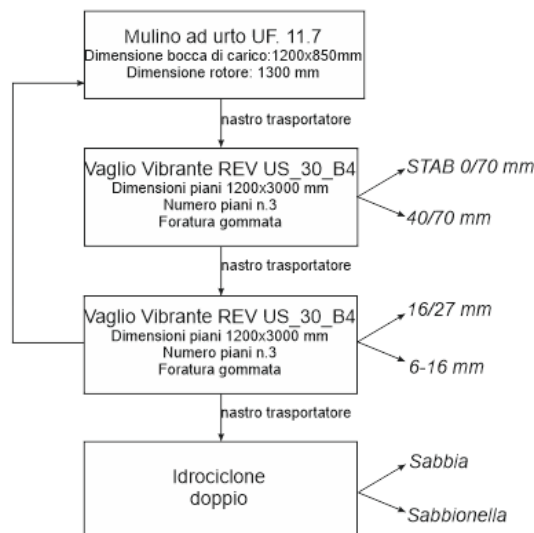 Mulino ad urto UF. 11.7
Dimensione bocca di carico:1200x850mm
Dimensione rotore: 1300 mm
nastro trasportatore
Vaglio Vibrante REV US_30_B4
Dimensioni piani 1200x3000 mm
Numero piani n.3
Foratura gommata
STAB 0/70 mm
40/70 mm
nastro trasportatore
Vaglio Vibrante REV US_30_B4
Dimensioni piani 1200x3000 mm
Numero piani n.3
Foratura gommata
16/27 mm
6-16 mm
nastro trasportatore
Idrociclone
doppio
Sabbia
Sabbionella